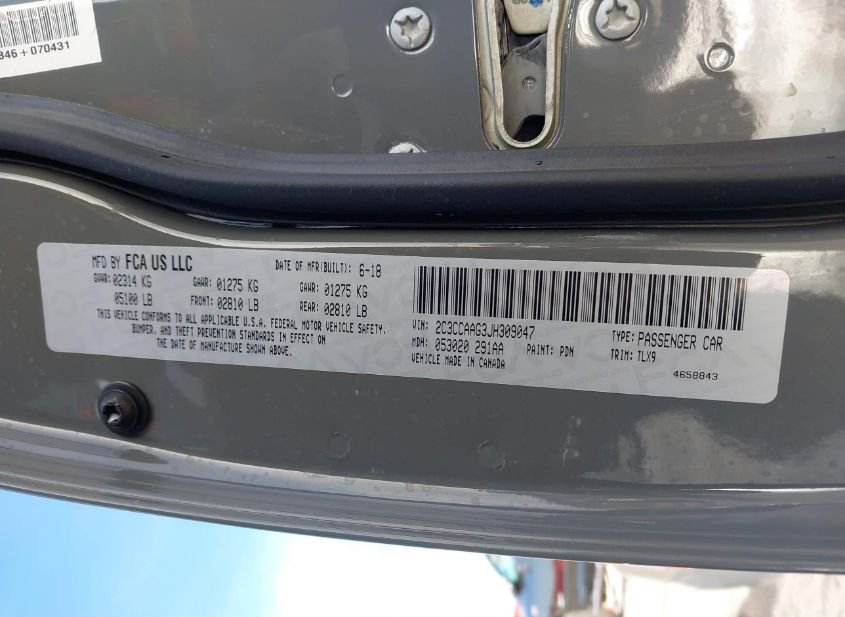 846 + 070431
MFD BY FCA US LLC
DATE OF MFR(BUILT): 6-18
GVWR: 02314 KG GAWR: 01275 KG GAWR: 01275 KG
05100 LB FRONT: 02810 LB REAR: 02810 LB
THIS VEHICLE CONFORMS TO ALL APPLICABLE U.S.A. FEDERAL MOTOR VEHICLE SAFETY,
BUMPER, AND THEFT PREVENTION STANDARDS IN EFFECT ON
THE DATE OF MANUFACTURE SHOWN ABOVE.
VIN: 2C3CCAAG3JH309047 TYPE: PASSENGER CAR
MDH: 053020 291AA PAINT: PDN TRIM: TLX9
VEHICLE MADE IN CANADA
4658843